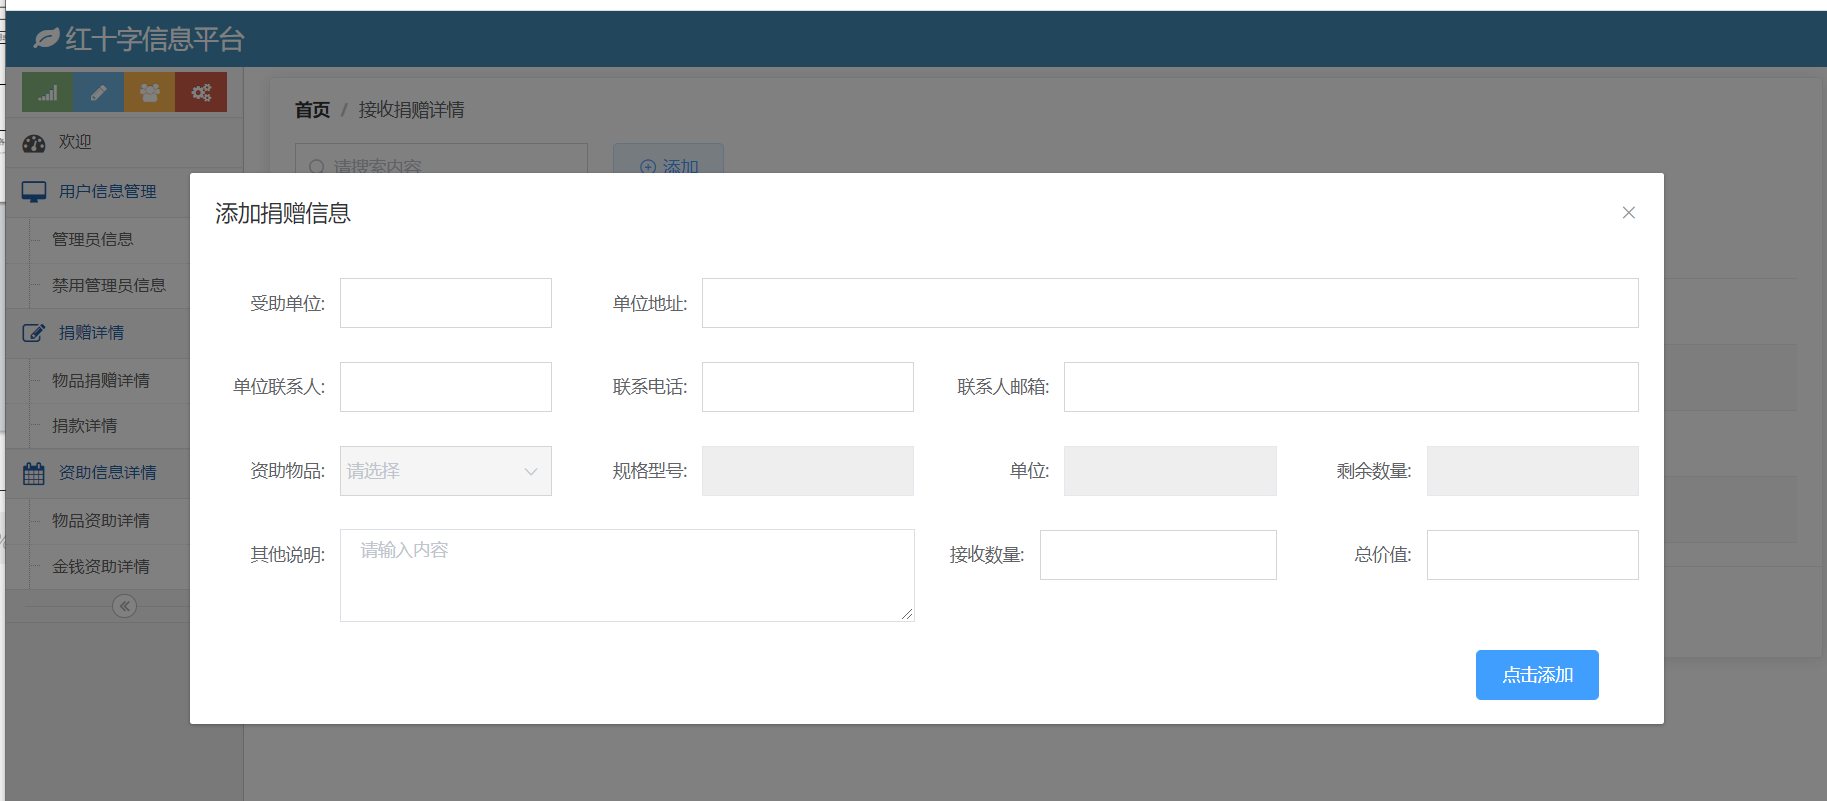 红十字信息平台
欢迎
用户信息管理
管理员信息
禁用管理员信息
捐赠详情
物品捐赠详情
捐款详情
资助信息详情
物品资助详情
金钱资助详情
首页 / 接收捐赠详情
请搜索内容 添加
添加捐赠信息
受助单位: 单位地址:
单位联系人: 联系电话: 联系人邮箱:
资助物品: 请选择 规格型号: 单位: 剩余数量:
其他说明: 请输入内容 接收数量: 总价值:
点击添加